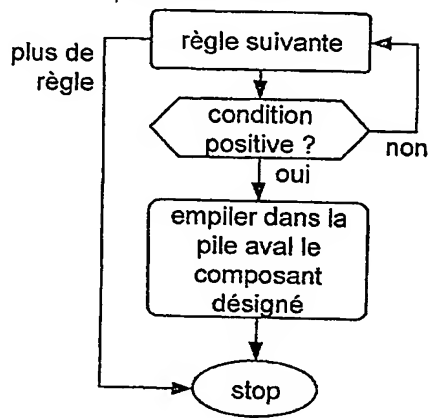 règle suivante
plus de
règle
condition
positive ?
non
oui
empiler dans la
pile aval le
composant
désigné
stop